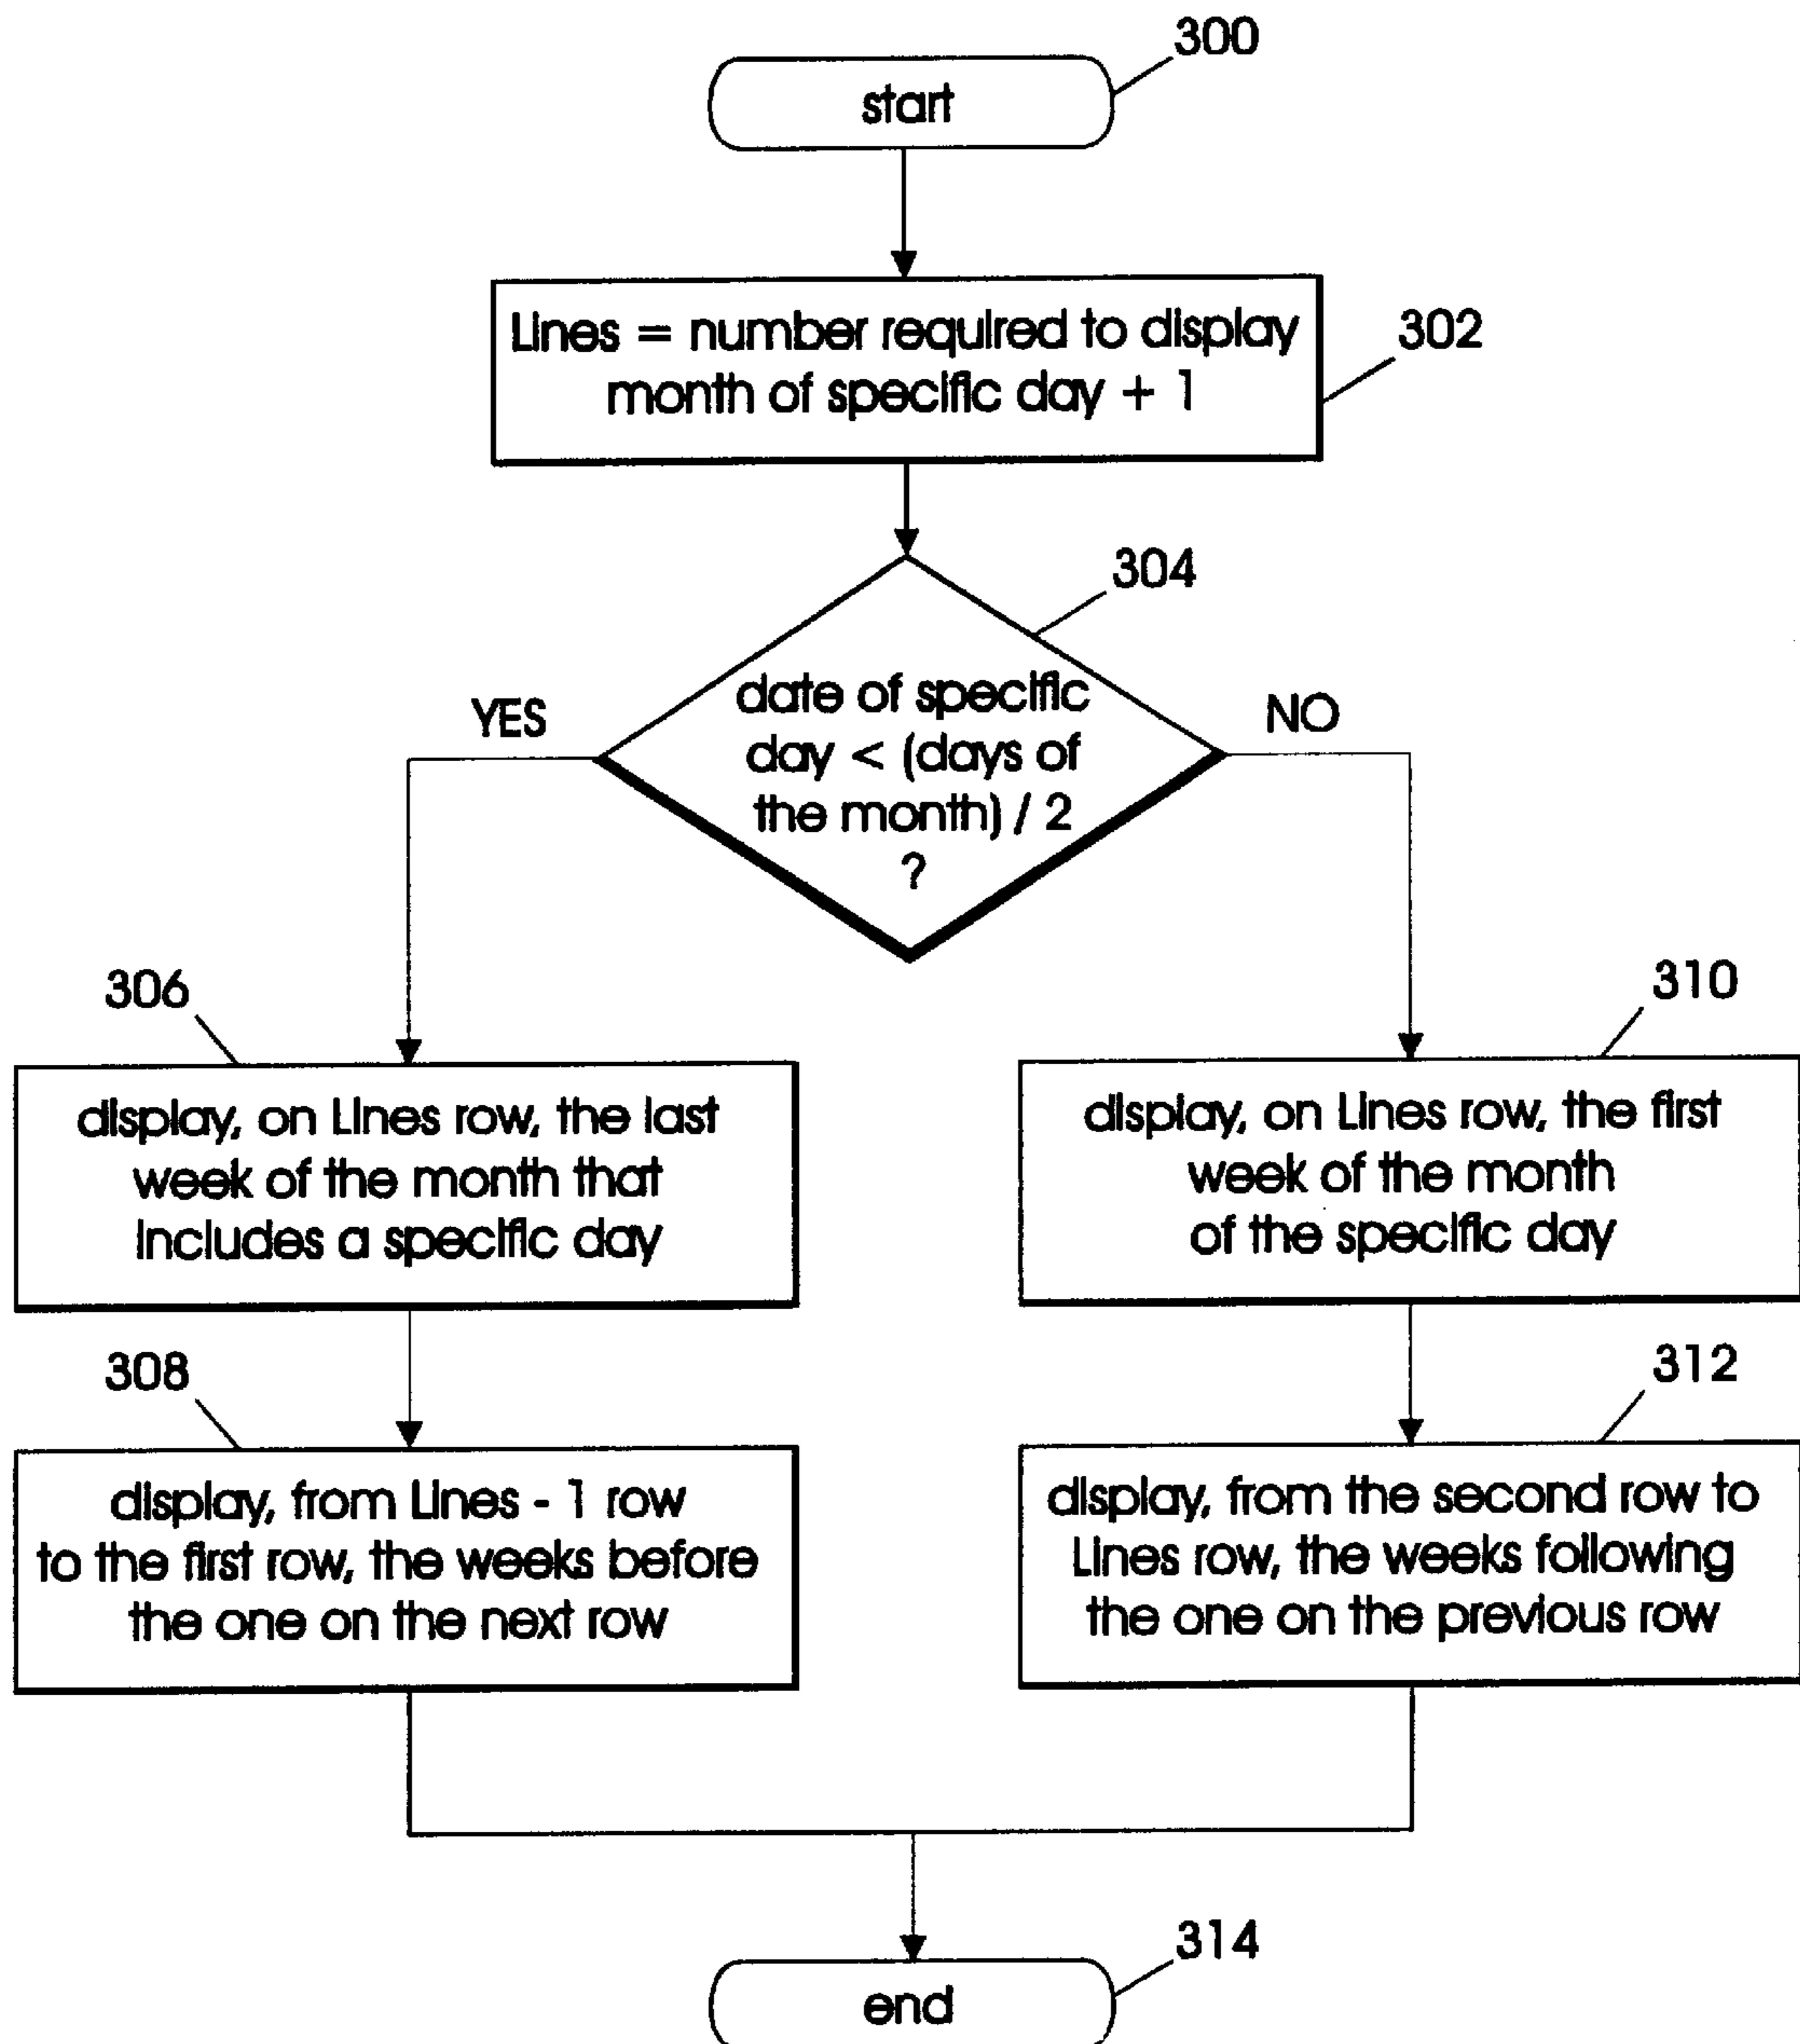 300
start
Lines = number required to display
month of specific day + 1
302
304
date of specific
day < (days of
the month) / 2
?
YES
NO
306
display, on Lines row, the last
week of the month that
includes a specific day
310
display, on Lines row, the first
week of the month
of the specific day
308
display, from Lines - 1 row
to the first row, the weeks before
the one on the next row
312
display, from the second row to
Lines row, the weeks following
the one on the previous row
314
end